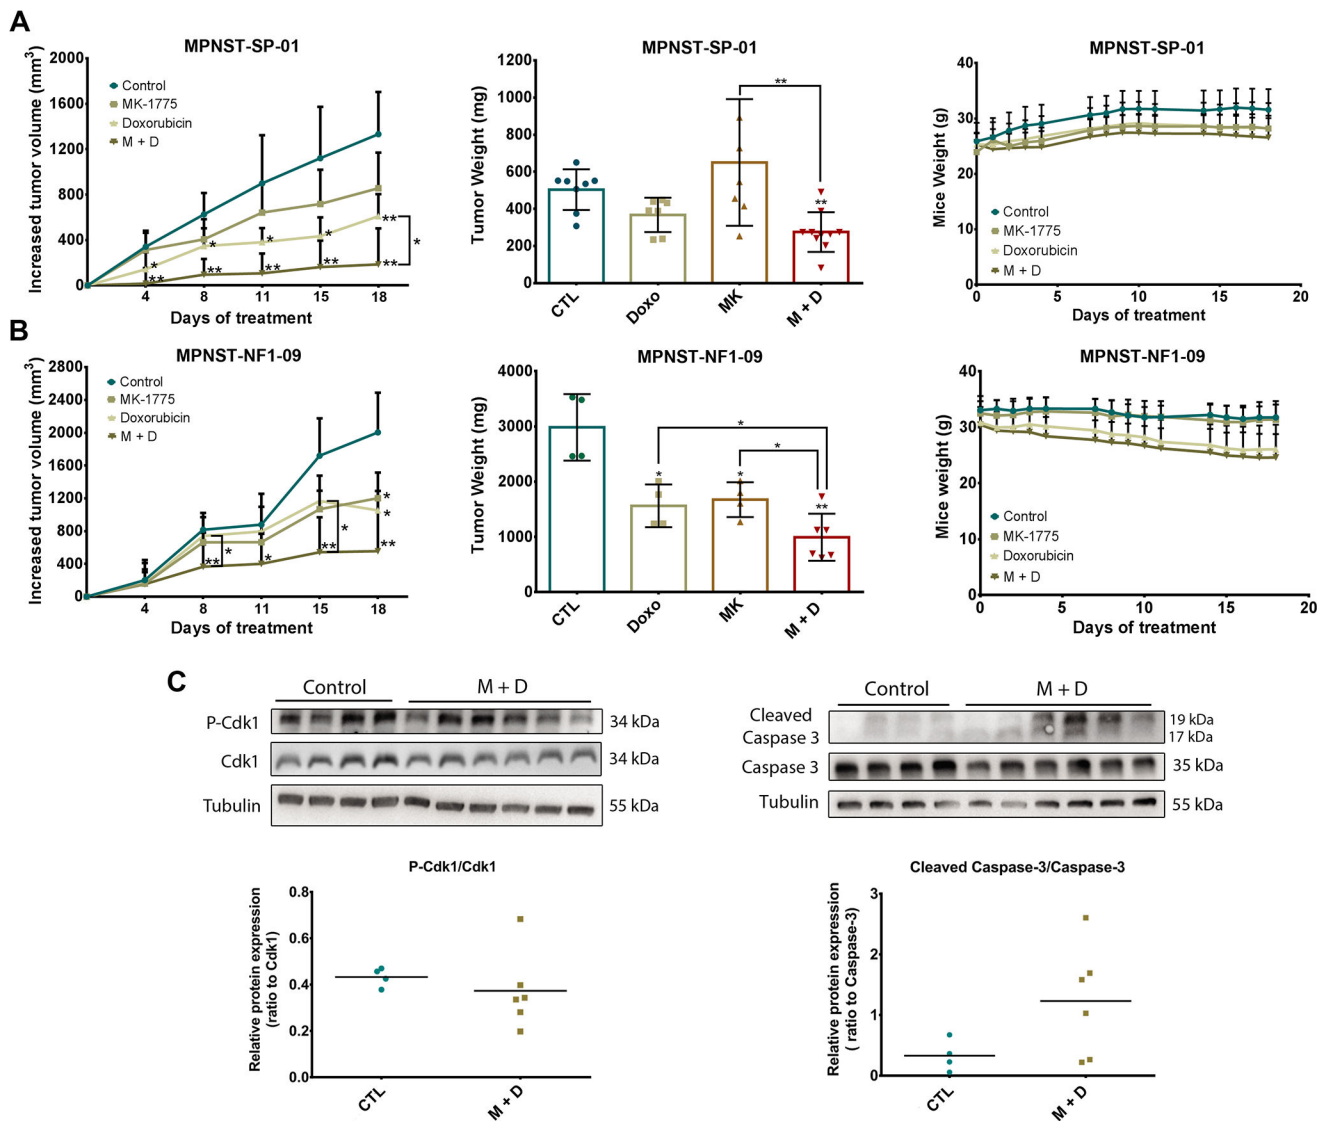 A
MPNST-SP-01
Increased tumor volume (mm3)
2000
1600
1200
800
400
0
Control
MK-1775
Doxorubicin
M + D
*
**
*
**
*
**
*
**
**
**
*
4 8 11 15 18
Days of treatment
MPNST-SP-01
Tumor Weight (mg)
1200
1000
800
600
400
200
0
**
**
CTL Doxo MK M + D
MPNST-SP-01
Mice Weight (g)
40
30
20
10
0
Control
MK-1775
Doxorubicin
M + D
0 5 10 15 20
Days of treatment
B
MPNST-NF1-09
Increased tumor volume (mm3)
2800
2400
2000
1600
1200
800
400
0
Control
MK-1775
Doxorubicin
M + D
**
*
*
**
*
*
*
**
4 8 11 15 18
Days of treatment
MPNST-NF1-09
Tumor Weight (mg)
4000
3000
2000
1000
0
*
*
*
*
**
CTL Doxo MK M + D
MPNST-NF1-09
Mice weight (g)
40
30
20
10
0
Control
MK-1775
Doxorubicin
M + D
0 5 10 15 20
Days of treatment
C
Control M + D
P-Cdk1 34 kDa
Cdk1 34 kDa
Tubulin 55 kDa
Control M + D
Cleaved
Caspase 3
19 kDa
17 kDa
Caspase 3 35 kDa
Tubulin 55 kDa
P-Cdk1/Cdk1
Relative protein expression
(ratio to Cdk1)
0.8
0.6
0.4
0.2
0.0
CTL M + D
Cleaved Caspase-3/Caspase-3
Relative protein expression
( ratio to Caspase-3)
3
2
1
0
CTL M + D